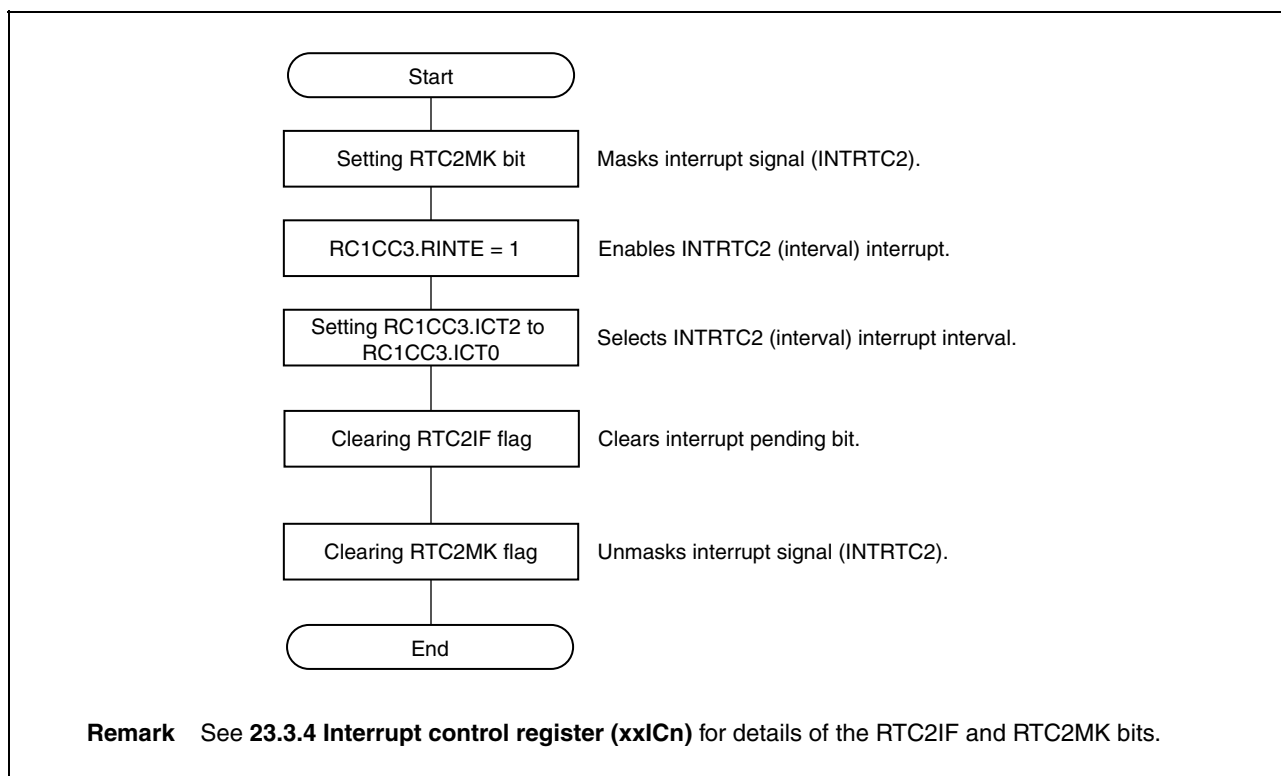 Start
Setting RTC2MK bit
Masks interrupt signal (INTRTC2).
RC1CC3.RINTE = 1
Enables INTRTC2 (interval) interrupt.
Setting RC1CC3.ICT2 to
RC1CC3.ICT0
Selects INTRTC2 (interval) interrupt interval.
Clearing RTC2IF flag
Clears interrupt pending bit.
Clearing RTC2MK flag
Unmasks interrupt signal (INTRTC2).
End
Remark See 23.3.4 Interrupt control register (xxICn) for details of the RTC2IF and RTC2MK bits.